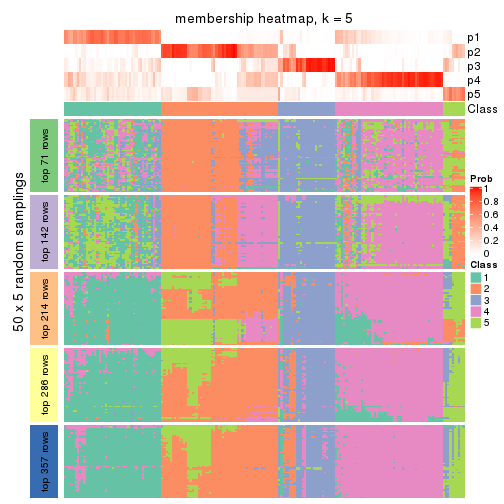 membership heatmap, k = 5
p1
p2
p3
p4
p5
Class
50 x 5 random samplings
top 71 rows
top 142 rows
top 214 rows
top 286 rows
top 357 rows
Prob
1
0.8
0.6
0.4
0.2
0
Class
1
2
3
4
5